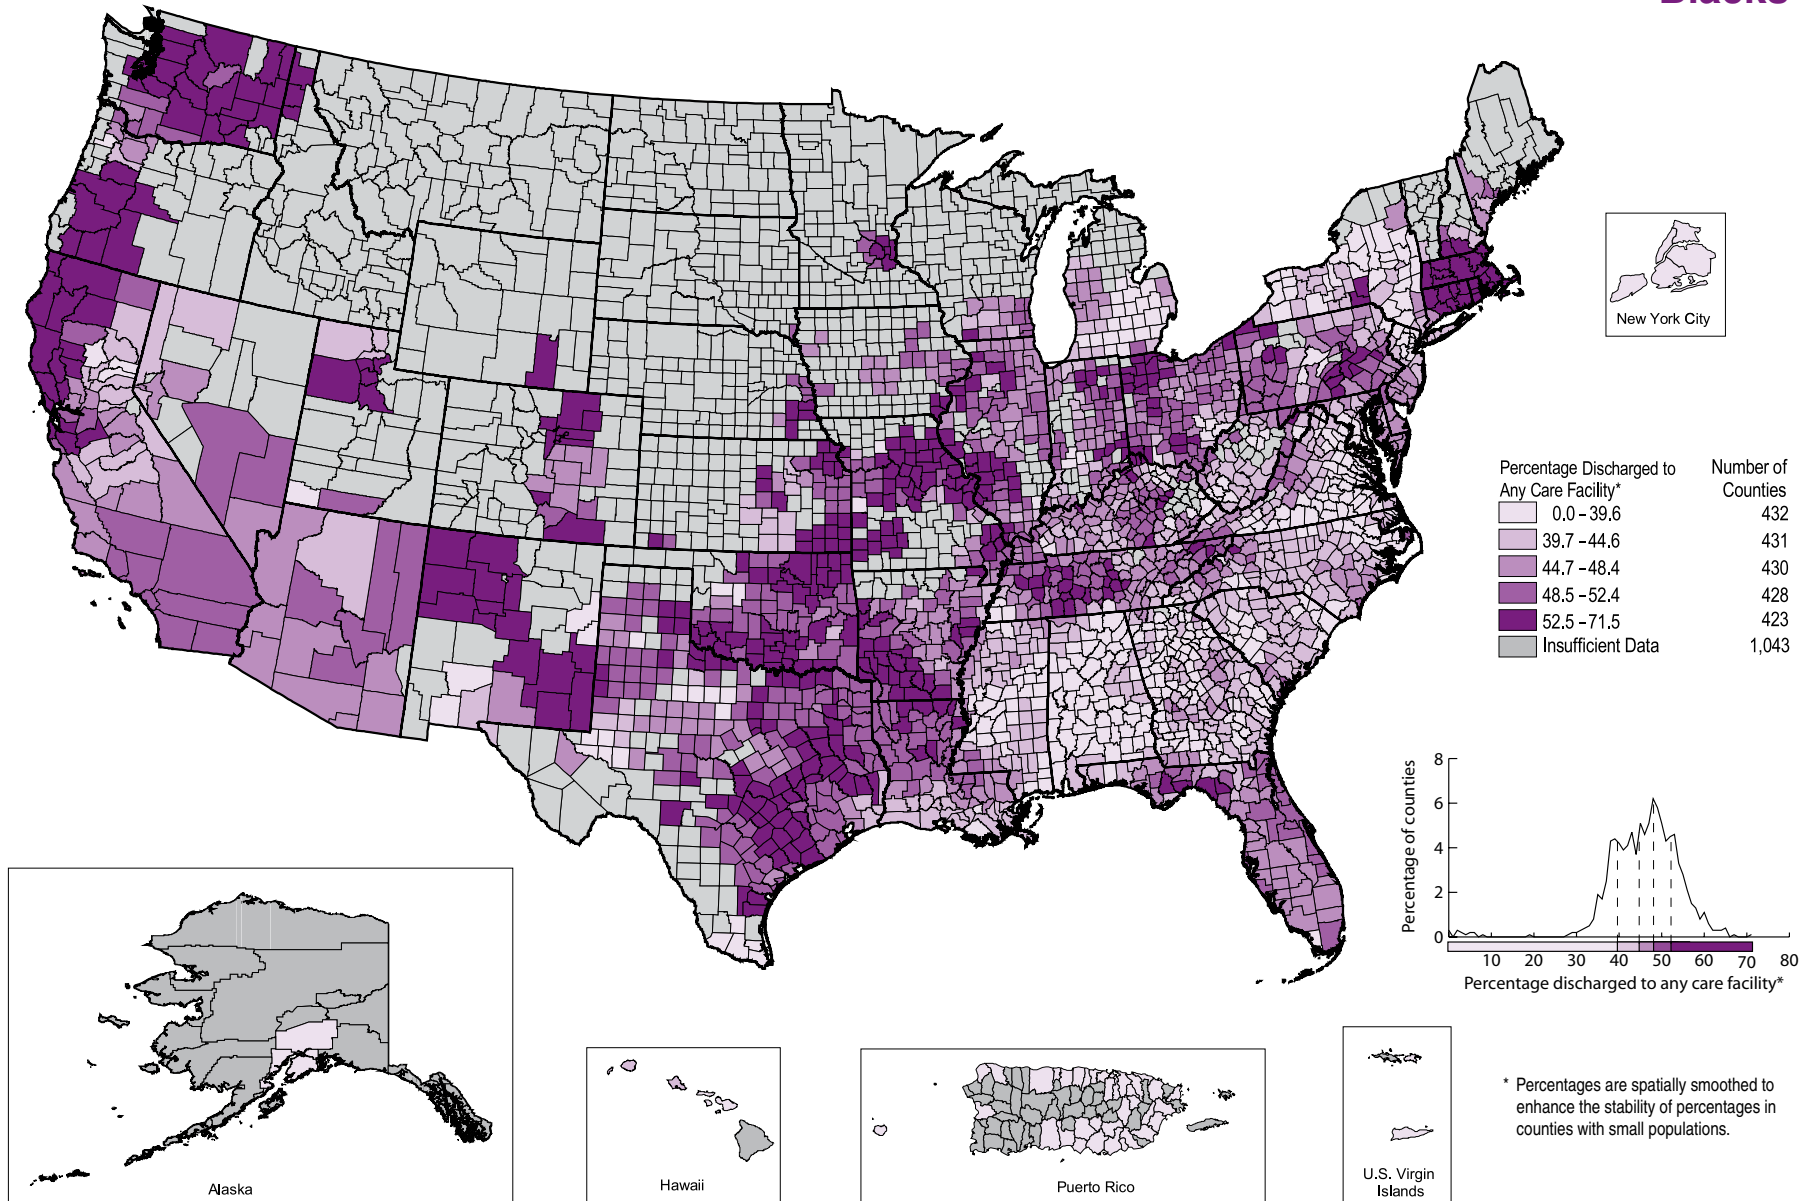 Blacks
New York City
Percentage Discharged to
Any Care Facility*
Number of
Counties
0.0 – 39.6 432
39.7 – 44.6 431
44.7 – 48.4 430
48.5 – 52.4 428
52.5 – 71.5 423
Insufficient Data 1,043
Percentage of counties
8
6
4
2
0
10 20 30 40 50 60 70 80
Percentage discharged to any care facility*
Alaska
Hawaii
Puerto Rico
U.S. Virgin
Islands
* Percentages are spatially smoothed to
enhance the stability of percentages in
counties with small populations.